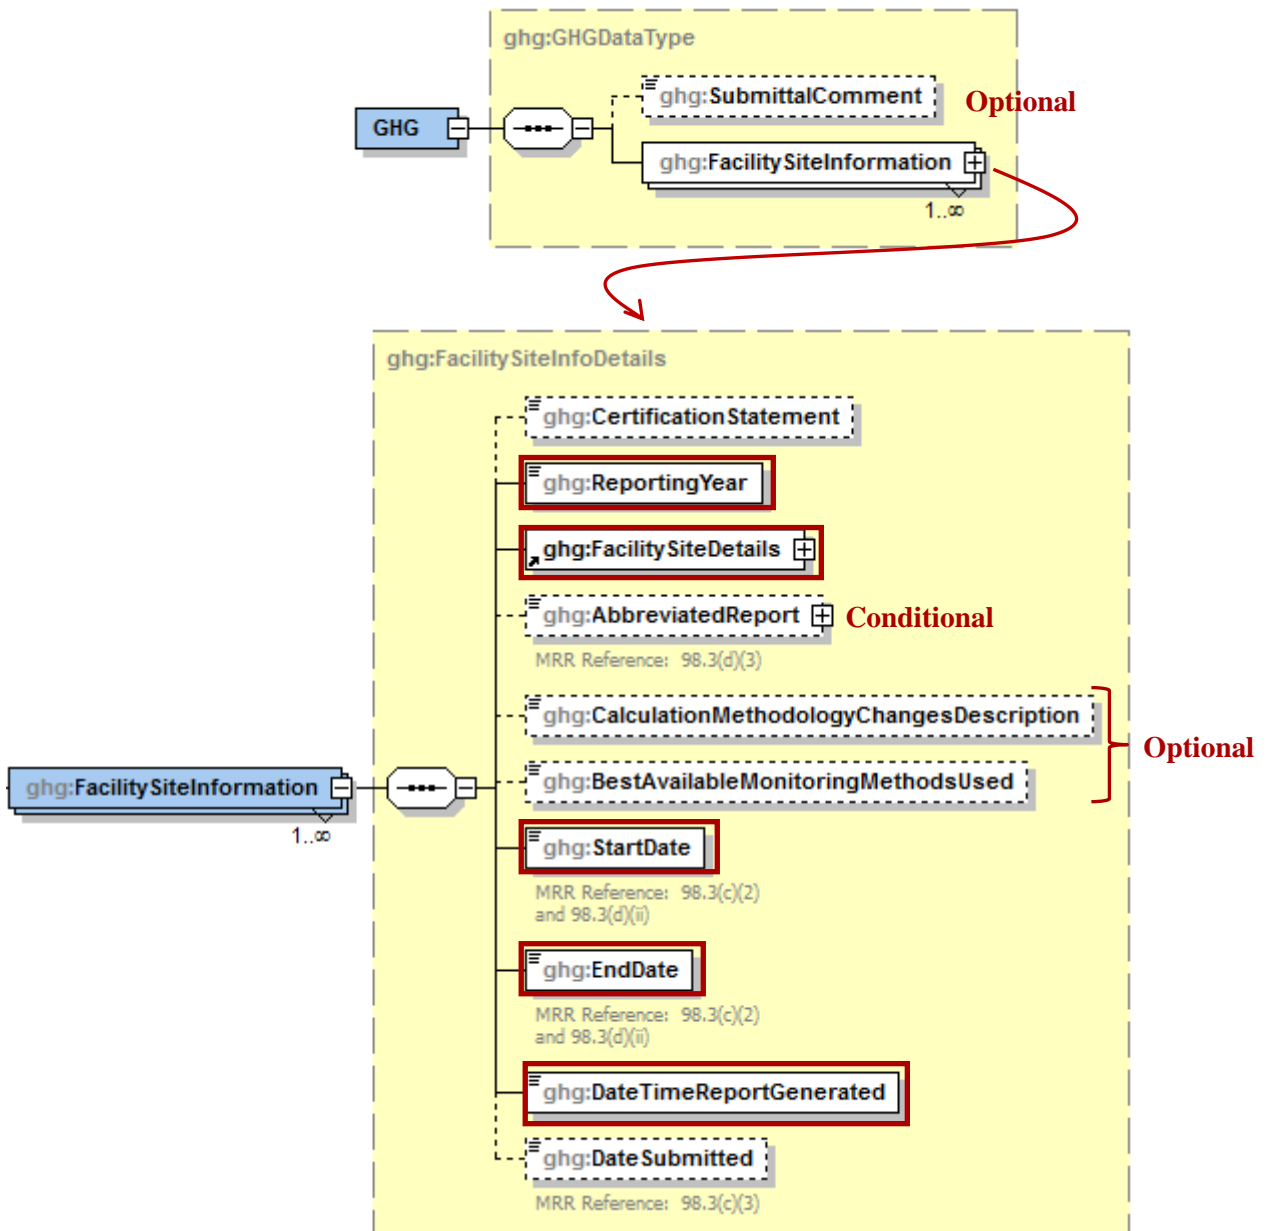 ghg:GHGDataType
ghg:SubmittalComment
Optional
GHG
ghg:FacilitySiteInformation
1..∞
ghg:FacilitySiteInfoDetails
ghg:CertificationStatement
ghg:ReportingYear
ghg:FacilitySiteDetails
ghg:AbbreviatedReport
Conditional
MRR Reference: 98.3(d)(3)
ghg:CalculationMethodologyChangesDescription
Optional
ghg:BestAvailableMonitoringMethodsUsed
ghg:FacilitySiteInformation
1..∞
ghg:StartDate
MRR Reference: 98.3(c)(2)
and 98.3(d)(ii)
ghg:EndDate
MRR Reference: 98.3(c)(2)
and 98.3(d)(ii)
ghg:DateTimeReportGenerated
ghg:DateSubmitted
MRR Reference: 98.3(c)(3)